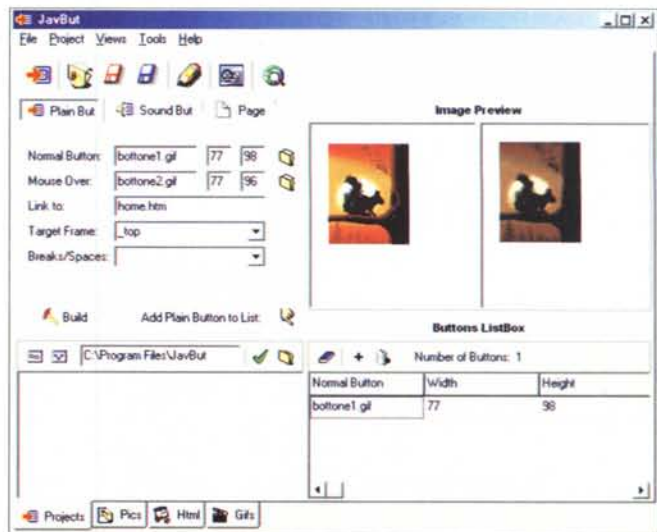 JavBut
File Project Views Tools Help
Plain But Sound But Page
Image Preview
Normal Button: bottone1.gif 77 98
Mouse Over: bottone2.gif 77 96
Link to: home.htm
Target Frame: _top
Breaks/Spaces:
Build Add Plain Button to List:
Buttons ListBox
C:\Program Files\JavBut
Number of Buttons: 1
Normal Button Width Height
bottone1.gif 77 98
Projects Pics Html Gifs